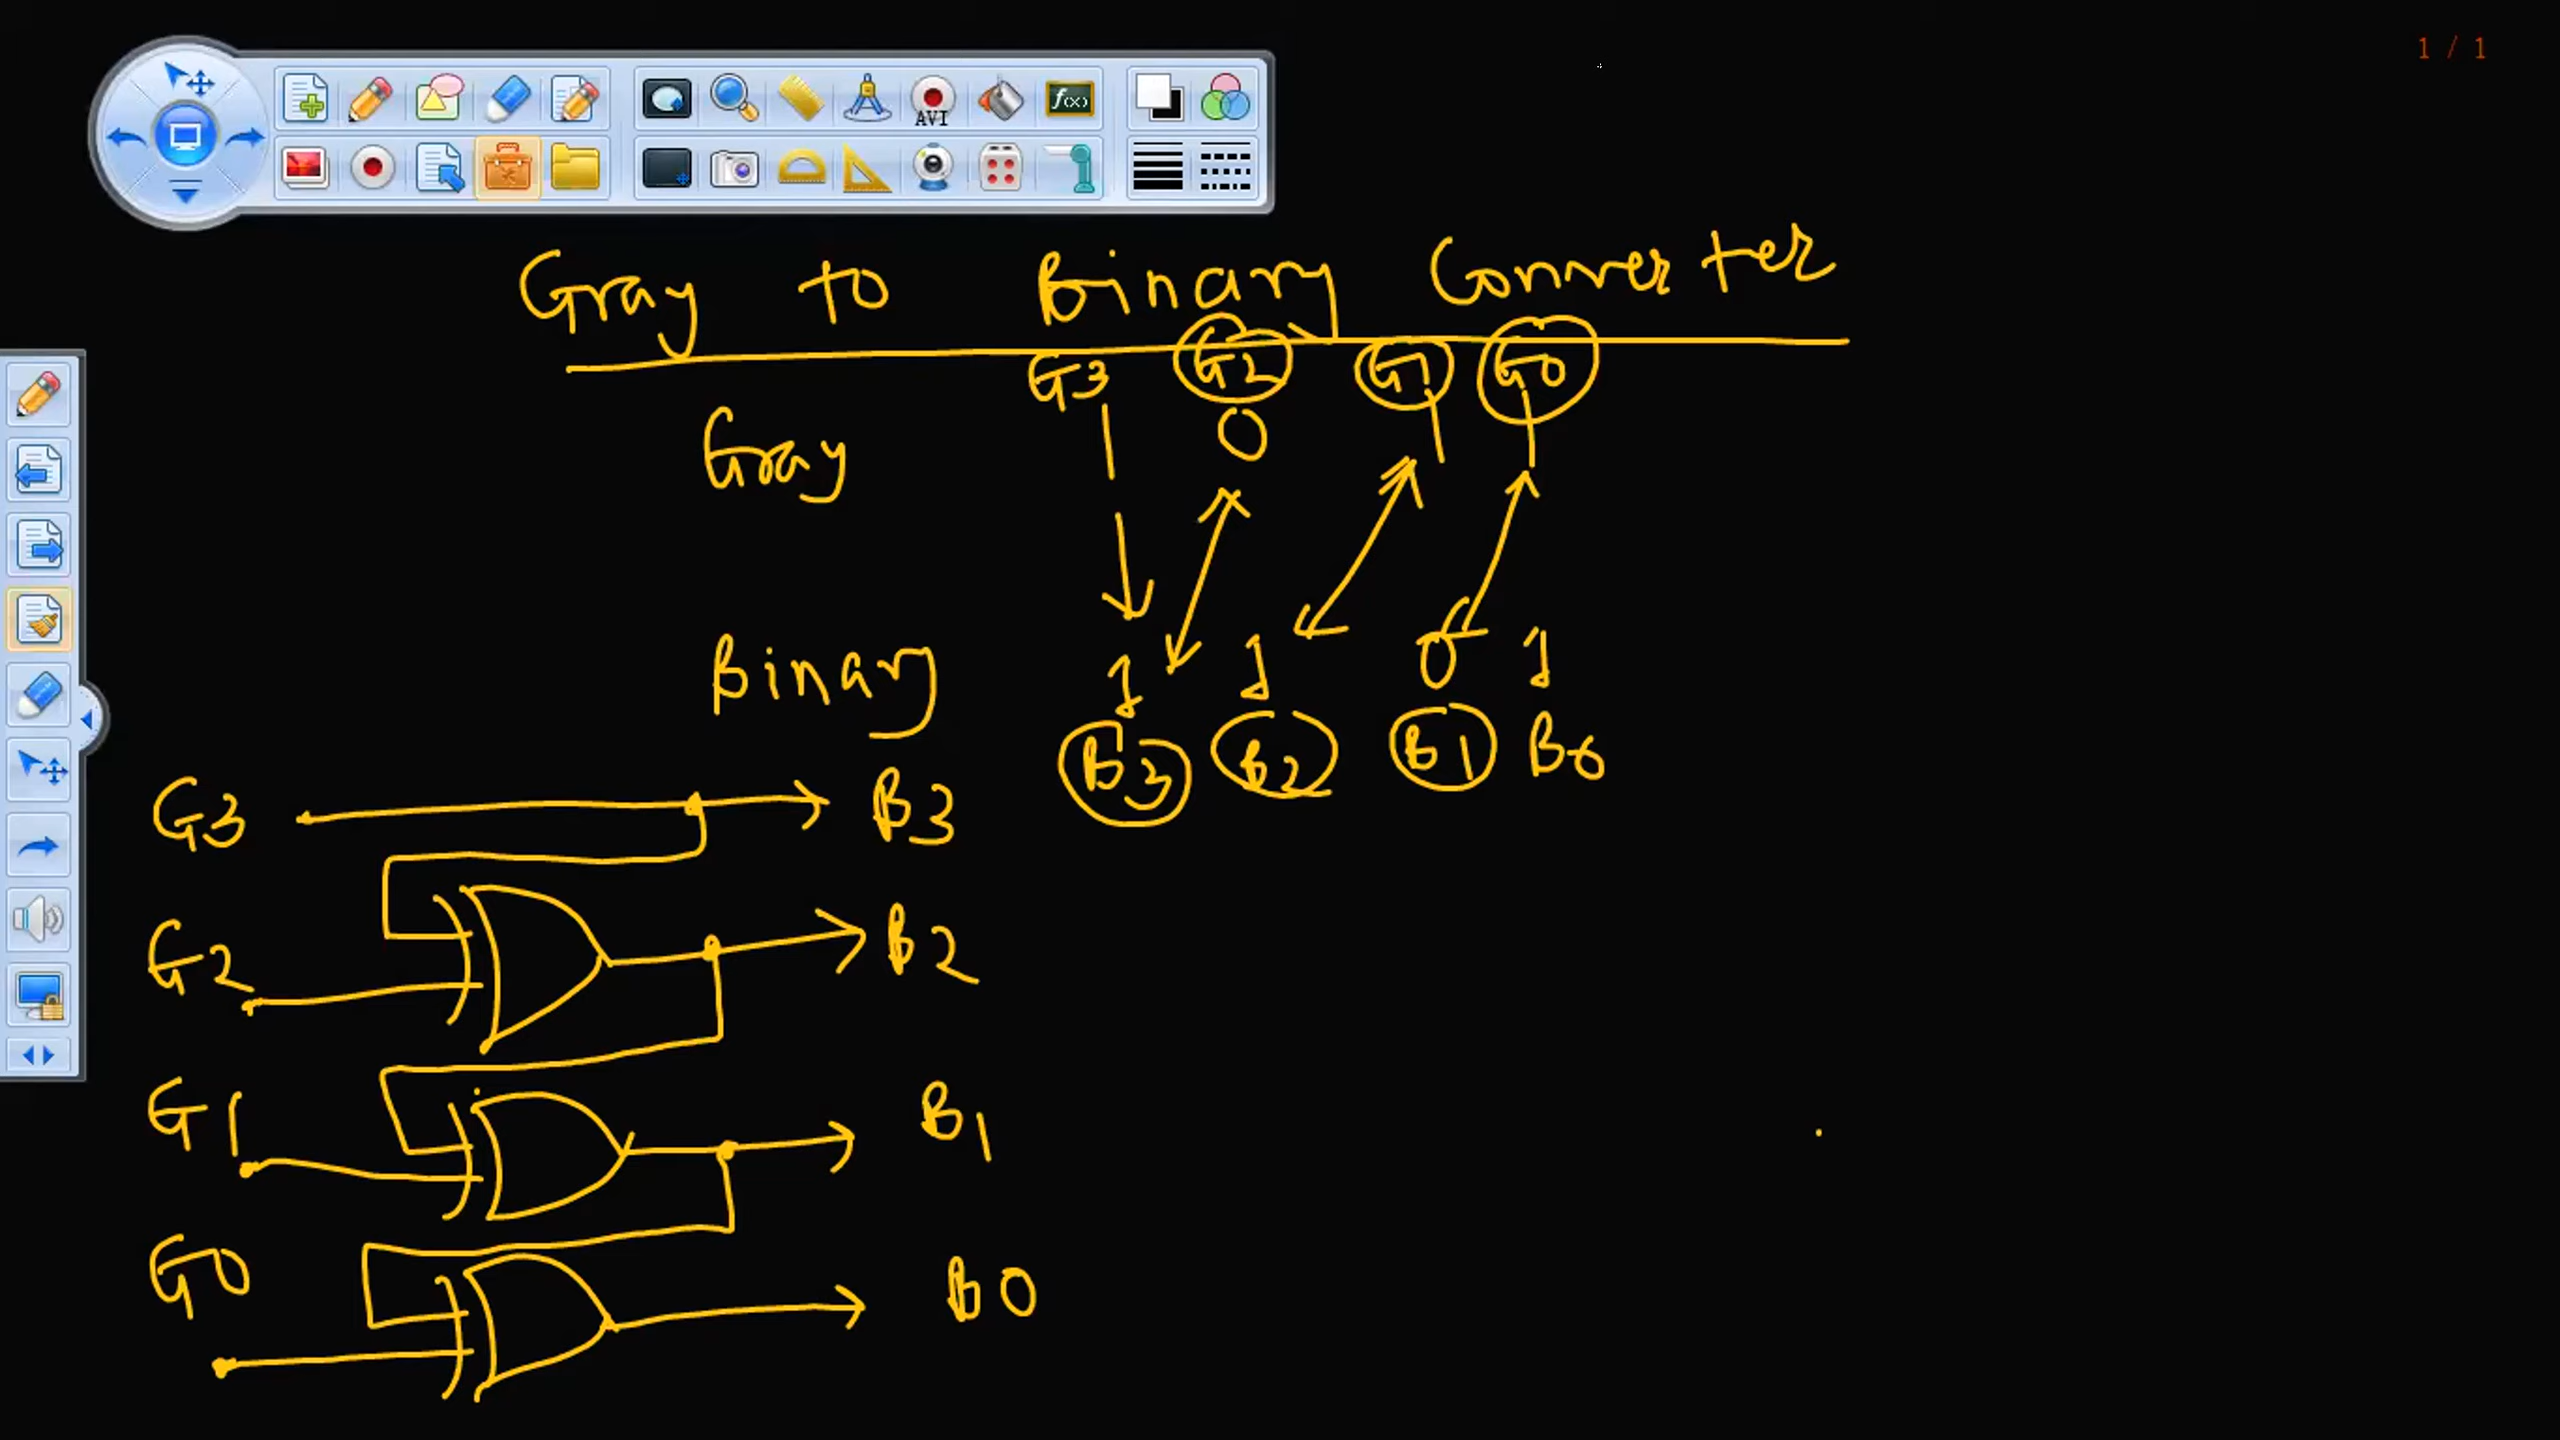 1 / 1
AVI
f(x)
Gray to Binary Converter
G3 G2 G1 G0
Gray 1 0 1 1
Binary 1 1 0 1
B3 B2 B1 B0
G3 B3
G2 B2
G1 B1
G0 B0